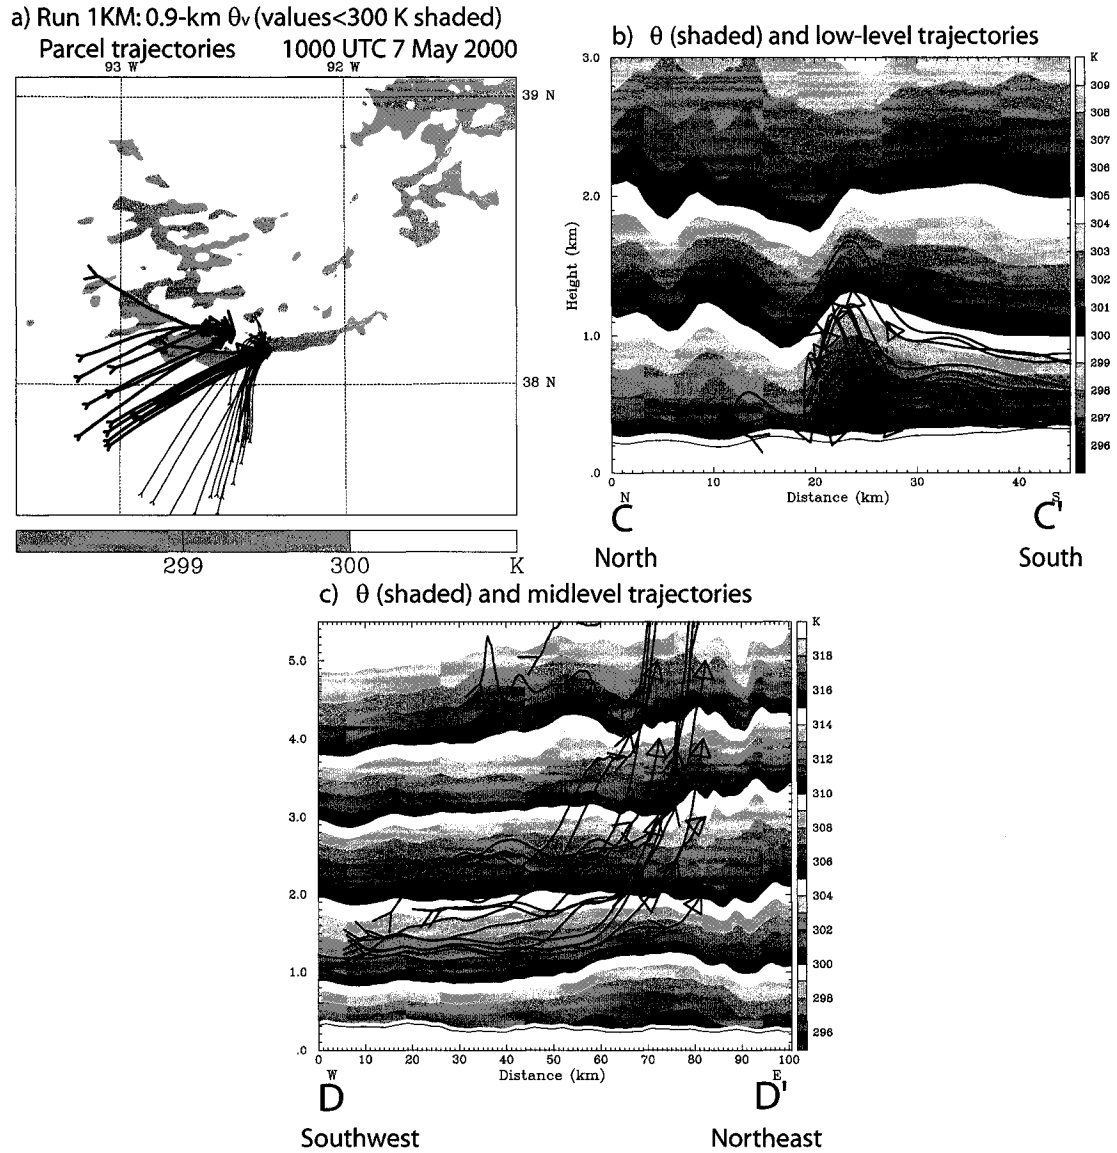 a) Run 1KM: 0.9-km θv (values<300 K shaded)
Parcel trajectories 1000 UTC 7 May 2000
93 W 92 W
39 N
38 N
299 300 K
b) θ (shaded) and low-level trajectories
K
3.0
2.0
1.0
.0
Height (km)
309
308
307
306
305
304
303
302
301
300
299
298
297
296
0 10 20 30 40
N Distance (km) S
C C'
North South
c) θ (shaded) and midlevel trajectories
K
5.0
4.0
3.0
2.0
1.0
.0
318
316
314
312
310
308
306
304
302
300
298
296
0 10 20 30 40 50 60 70 80 90 100
W Distance (km) E
D D'
Southwest Northeast